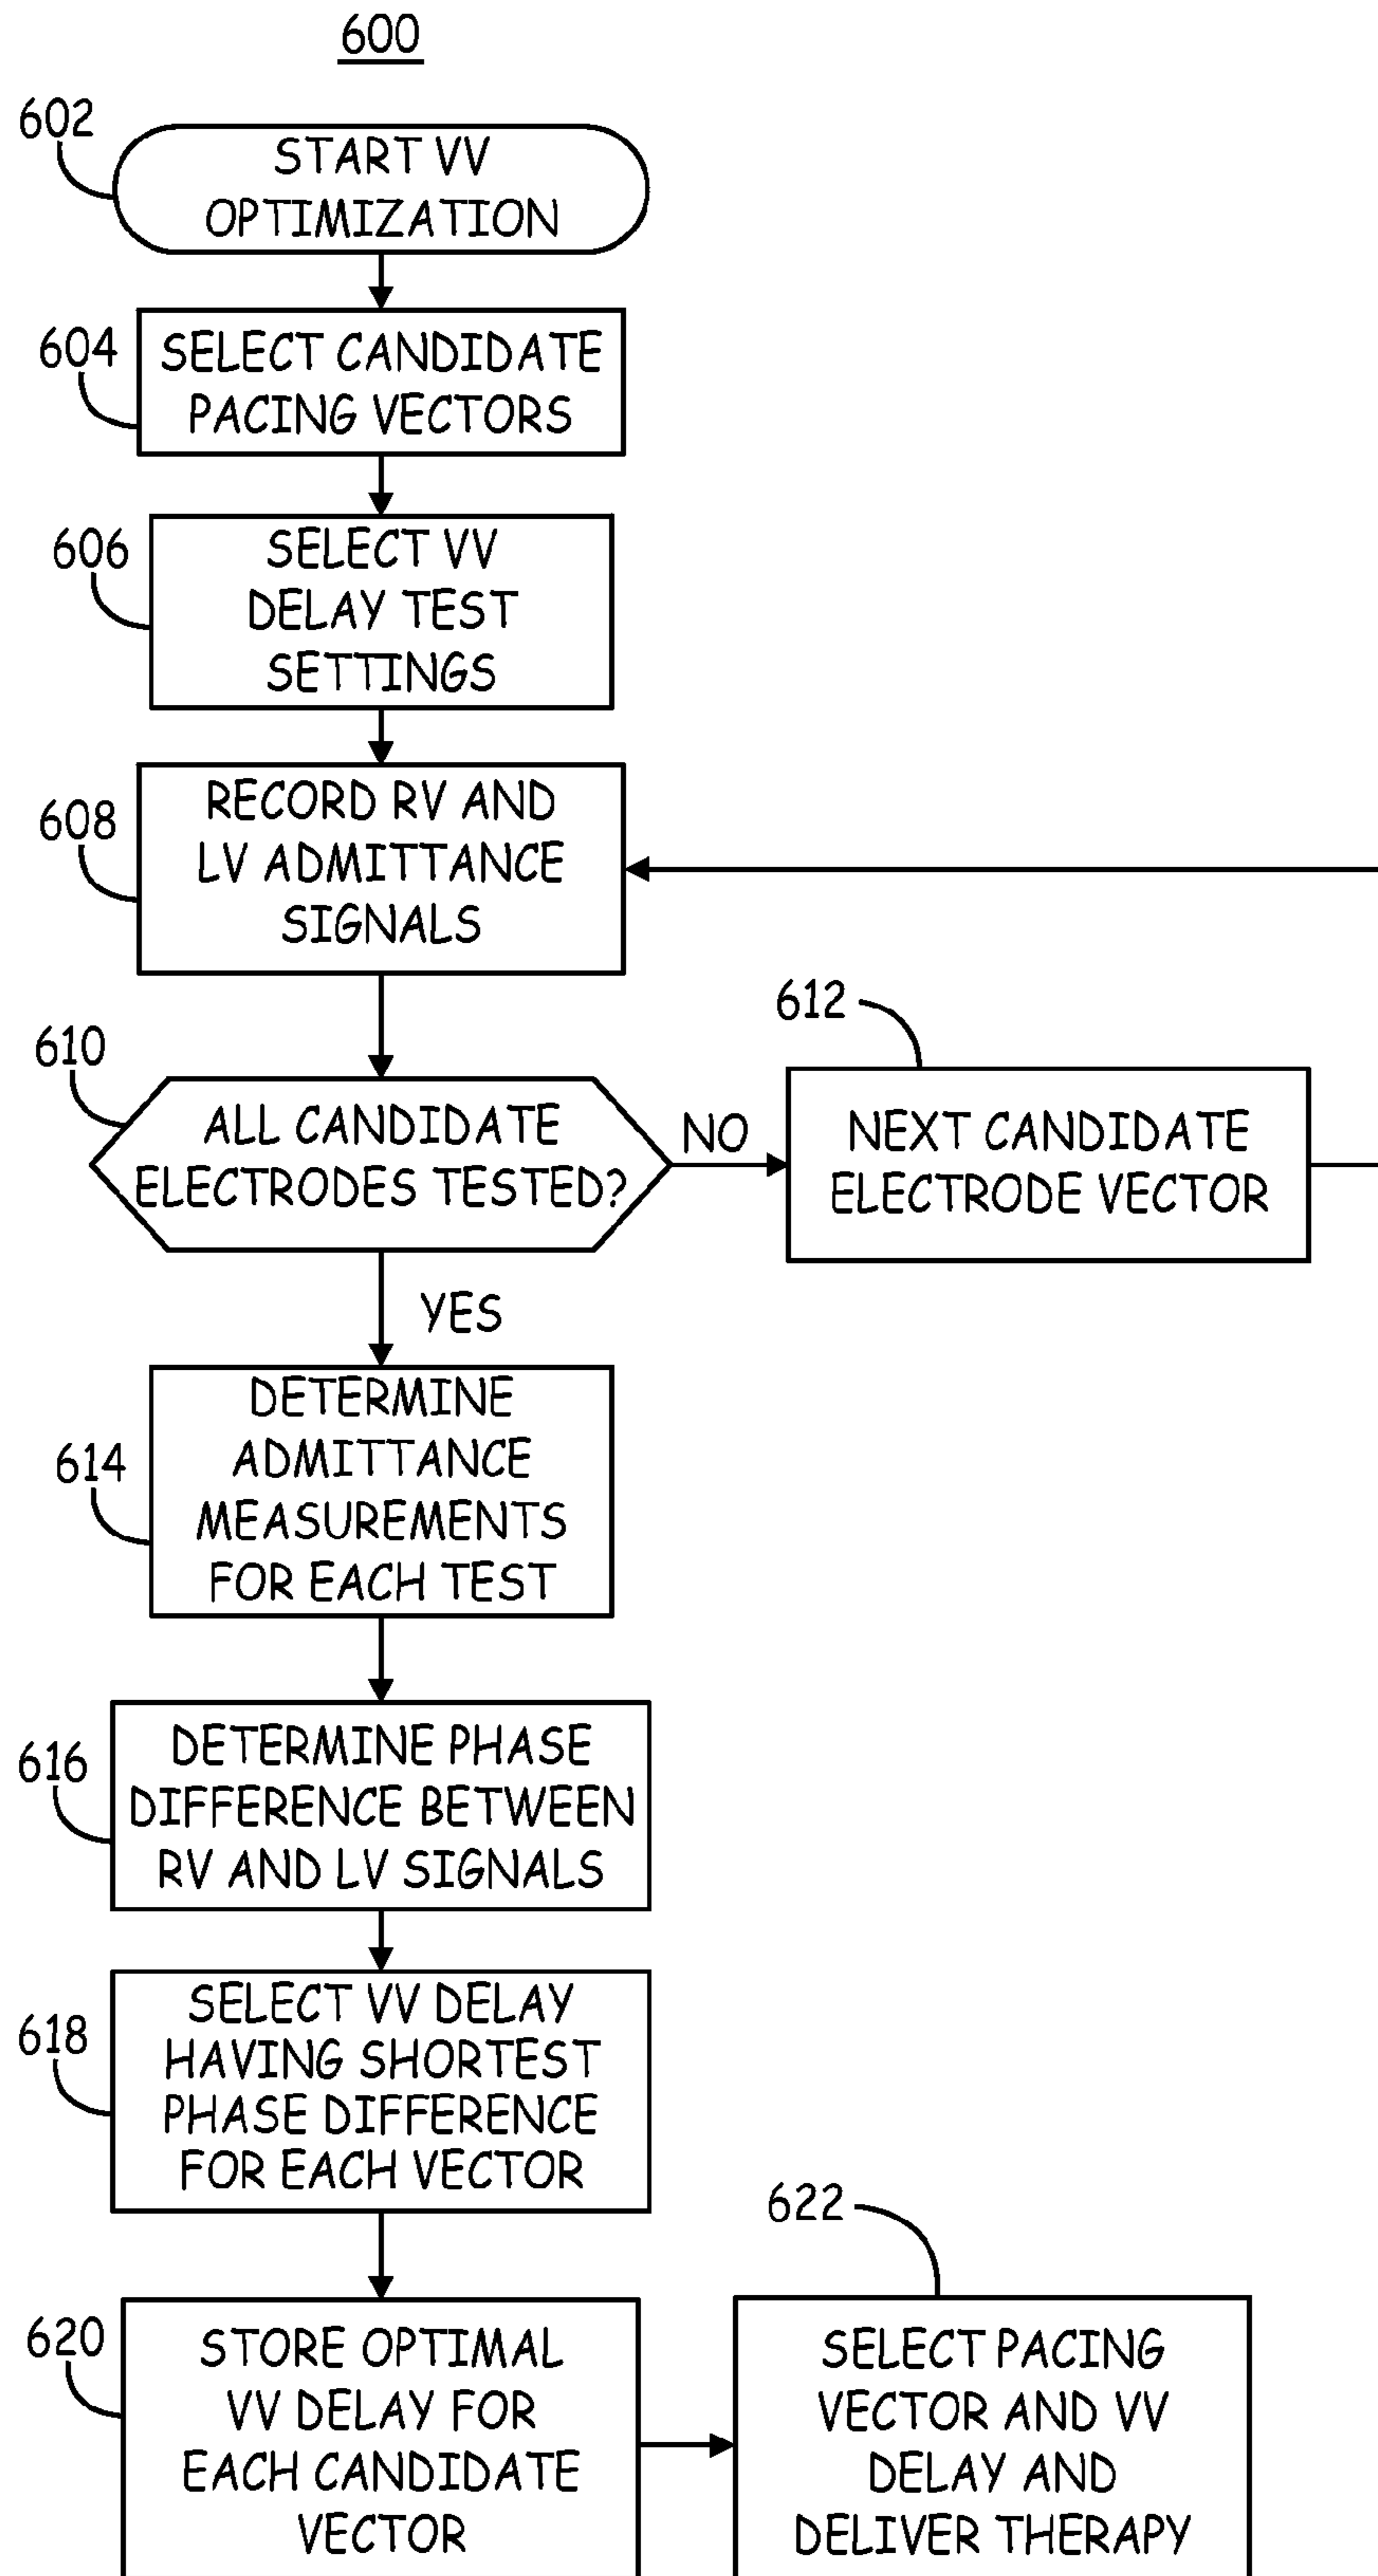 600
602
START VV
OPTIMIZATION
604
SELECT CANDIDATE
PACING VECTORS
606
SELECT VV
DELAY TEST
SETTINGS
608
RECORD RV AND
LV ADMITTANCE
SIGNALS
610
ALL CANDIDATE
ELECTRODES TESTED?
NO
612
NEXT CANDIDATE
ELECTRODE VECTOR
YES
614
DETERMINE
ADMITTANCE
MEASUREMENTS
FOR EACH TEST
616
DETERMINE PHASE
DIFFERENCE BETWEEN
RV AND LV SIGNALS
618
SELECT VV DELAY
HAVING SHORTEST
PHASE DIFFERENCE
FOR EACH VECTOR
620
STORE OPTIMAL
VV DELAY FOR
EACH CANDIDATE
VECTOR
622
SELECT PACING
VECTOR AND VV
DELAY AND
DELIVER THERAPY